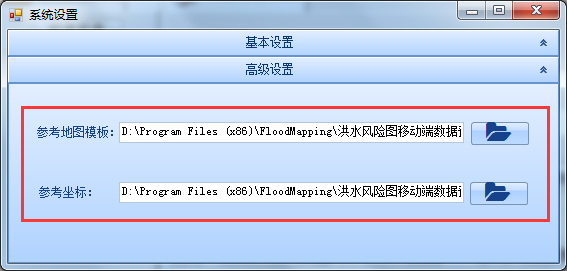 系统设置
基本设置
高级设置
参考地图模板： D:\Program Files (x86)\FloodMapping\洪水风险图移动端数据
参考坐标： D:\Program Files (x86)\FloodMapping\洪水风险图移动端数据